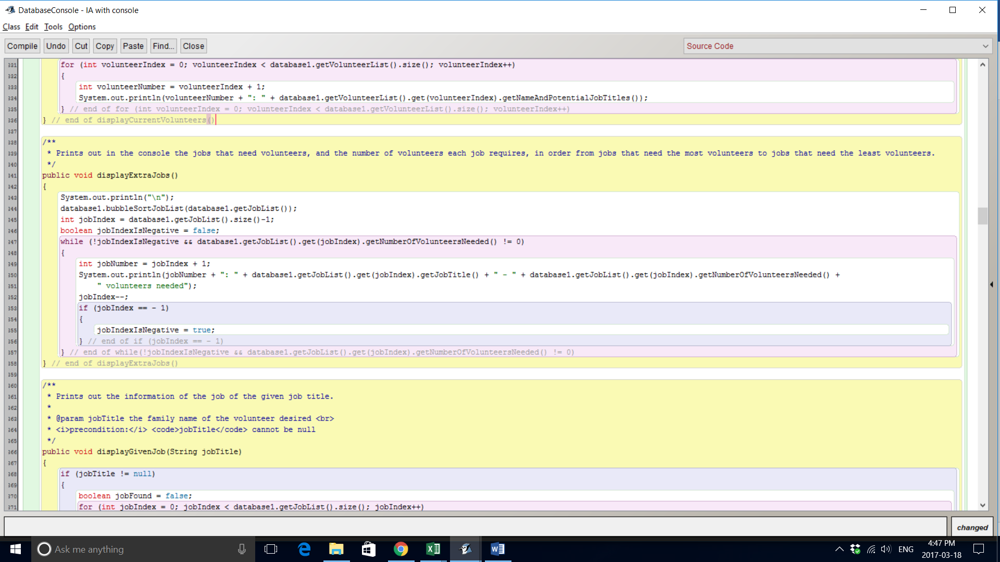 DatabaseConsole - IA with console
Class Edit Tools Options
Compile Undo Cut Copy Paste Find... Close Source Code
331 for (int volunteerIndex = 0; volunteerIndex < database1.getVolunteerList().size(); volunteerIndex++)
332 {
333 int volunteerNumber = volunteerIndex + 1;
334 System.out.println(volunteerNumber + ": " + database1.getVolunteerList().get(volunteerIndex).getNameAndPotentialJobTitles());
335 } // end of for (int volunteerIndex = 0; volunteerIndex < database1.getVolunteerList().size(); volunteerIndex++)
336 } // end of displayCurrentVolunteers()
337
338 /**
339 * Prints out in the console the jobs that need volunteers, and the number of volunteers each job requires, in order from jobs that need the most volunteers to jobs that need the least volunteers.
340 */
341 public void displayExtraJobs()
342 {
343 System.out.println("\n");
344 database1.bubbleSortJobList(database1.getJobList());
345 int jobIndex = database1.getJobList().size()-1;
346 boolean jobIndexIsNegative = false;
347 while (!jobIndexIsNegative && database1.getJobList().get(jobIndex).getNumberOfVolunteersNeeded() != 0)
348 {
349 int jobNumber = jobIndex + 1;
350 System.out.println(jobNumber + ": " + database1.getJobList().get(jobIndex).getJobTitle() + " - " + database1.getJobList().get(jobIndex).getNumberOfVolunteersNeeded() +
351 " volunteers needed");
352 jobIndex--;
353 if (jobIndex == - 1)
354 {
355 jobIndexIsNegative = true;
356 } // end of if (jobIndex == - 1)
357 } // end of while(!jobIndexIsNegative && database1.getJobList().get(jobIndex).getNumberOfVolunteersNeeded() != 0)
358 } // end of displayExtraJobs()
359
360 /**
361 * Prints out the information of the job of the given job title.
362 *
363 * @param jobTitle the family name of the volunteer desired <br>
364 * <i>precondition:</i> <code>jobTitle</code> cannot be null
365 */
366 public void displayGivenJob(String jobTitle)
367 {
368 if (jobTitle != null)
369 {
370 boolean jobFound = false;
371 for (int jobIndex = 0; jobIndex < database1.getJobList().size(); jobIndex++)
changed
Ask me anything
ENG
4:47 PM
2017-03-18